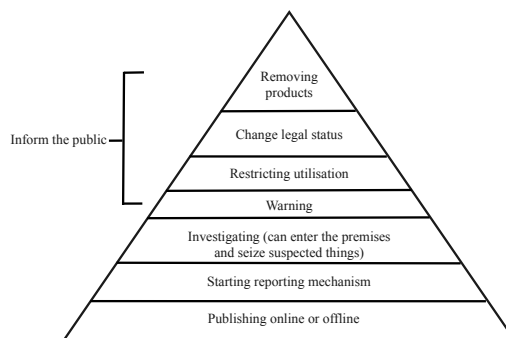 Removing
products
Change legal status
Inform the public
Restricting utilisation
Warning
Investigating (can enter the premises
and seize suspected things)
Starting reporting mechanism
Publishing online or offline